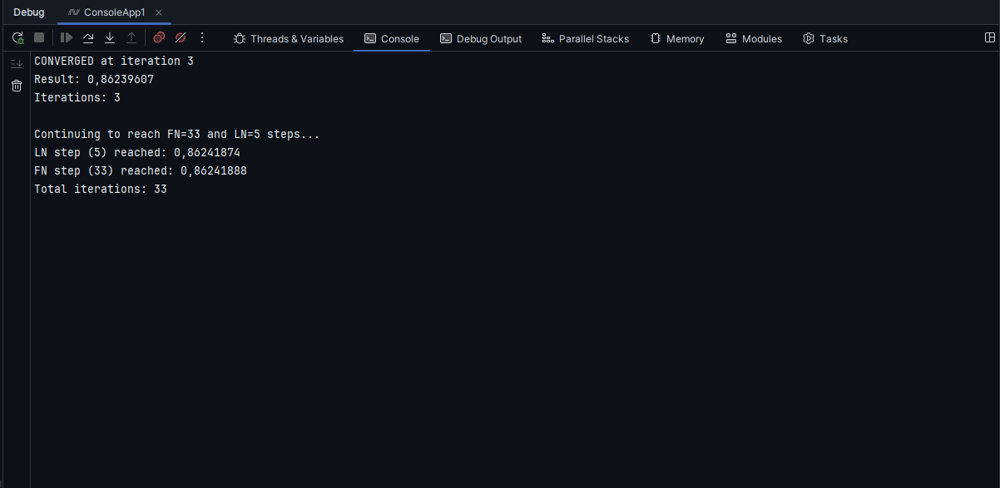 Debug ConsoleApp1
Threads & Variables Console Debug Output Parallel Stacks Memory Modules Tasks
CONVERGED at iteration 3
Result: 0,86239607
Iterations: 3
Continuing to reach FN=33 and LN=5 steps...
LN step (5) reached: 0,86241874
FN step (33) reached: 0,86241888
Total iterations: 33